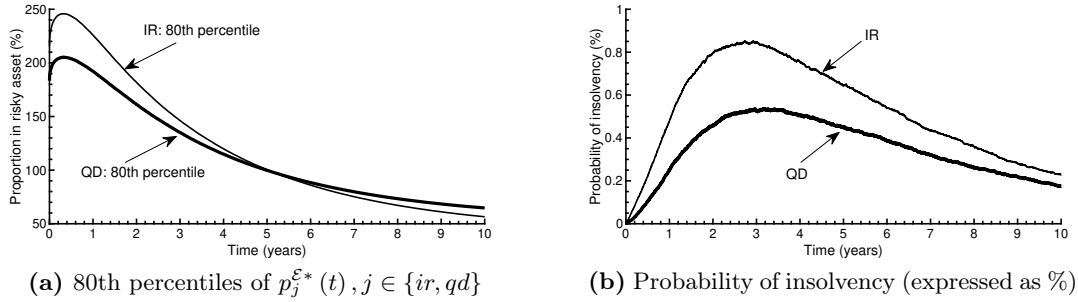 250
200
150
100
50
Proportion in risky asset (%)
IR: 80th percentile
QD: 80th percentile
0 1 2 3 4 5 6 7 8 9 10
Time (years)
(a) 80th percentiles of $p_j^{\mathcal{E}*}(t), j \in \{ir, qd\}$
1
0.8
0.6
0.4
0.2
0
Probability of insolvency (%)
IR
QD
0 1 2 3 4 5 6 7 8 9 10
Time (years)
(b) Probability of insolvency (expressed as %)